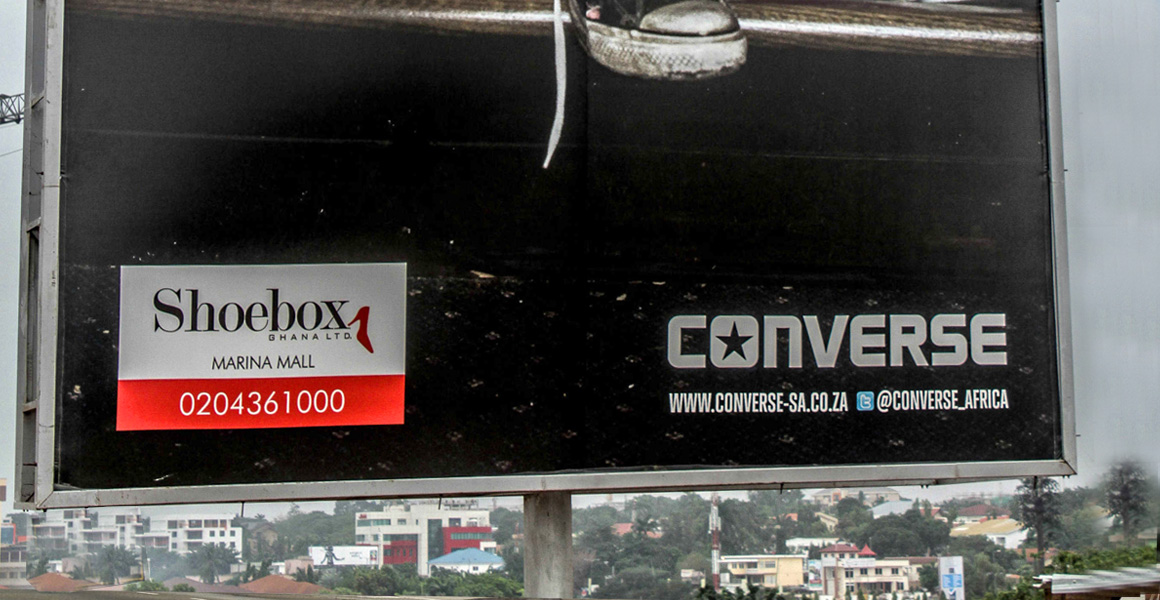 Shoebox
GHANA LTD.
MARINA MALL
0204361000
CONVERSE
WWW.CONVERSE-SA.CO.ZA @CONVERSE_AFRICA